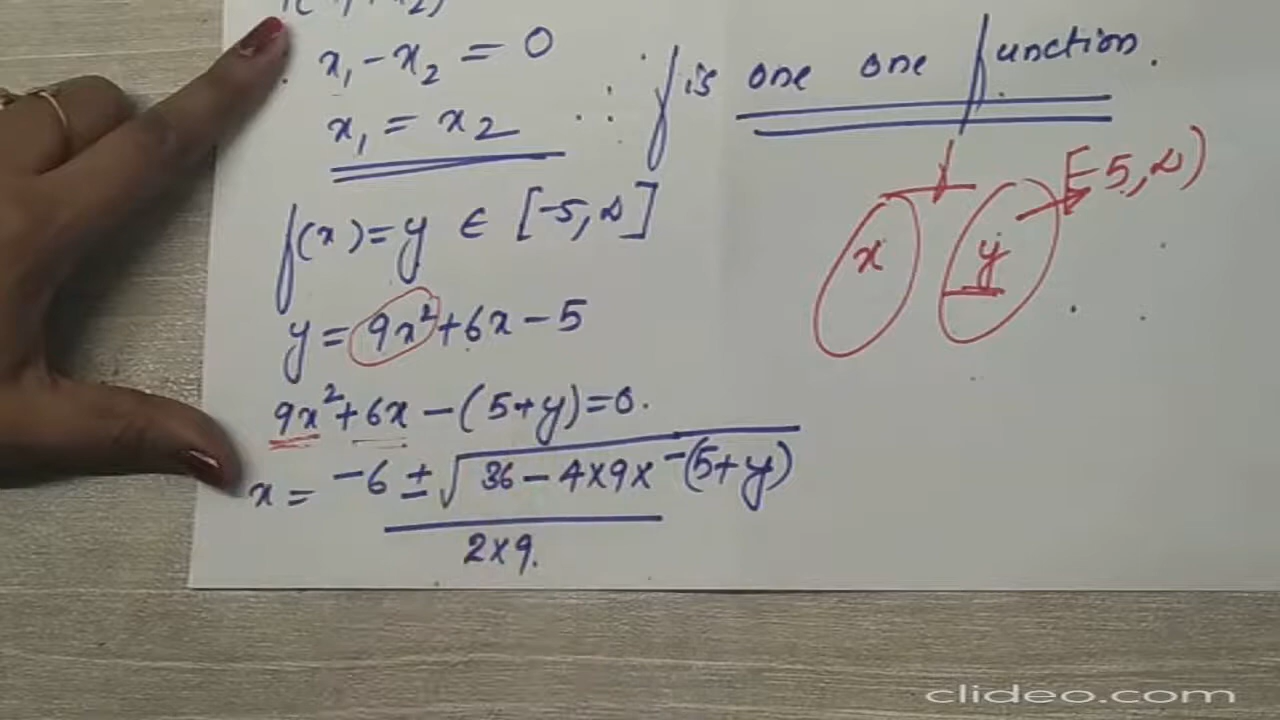 x₁ - x₂ = 0
x₁ = x₂ ∴ f is one one function.
f(x) = y ∈ [-5, ∞]
[-5, ∞)
x y
y = 9x² + 6x - 5
9x² + 6x - (5+y) = 0.
x = -6 ± √36 - 4×9× -(5+y)
2×9.
clideo.com